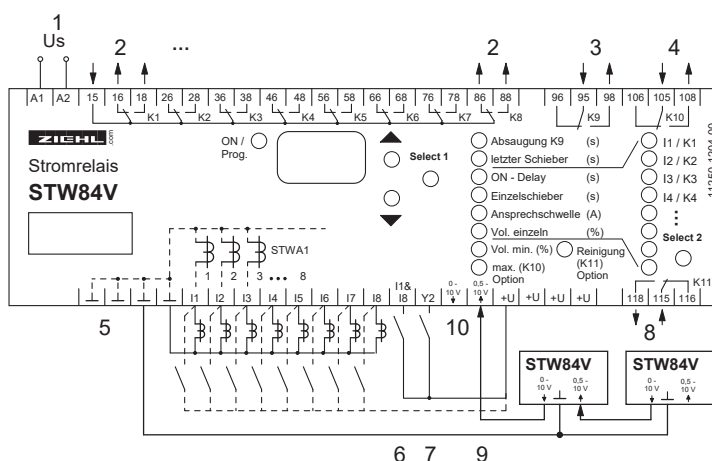 1
Us
2
...
2
3
4
A1 A2 15 16 18 26 28 36 38 46 48 56 58 66 68 76 78 86 88 96 95 98 106 105 108
K1 K2 K3 K4 K5 K6 K7 K8 K9 K10
ZIEHL.com
Stromrelais
STW84V
ON /
Prog.
Select 1
Absaugung K9 (s)
letzter Schieber (s)
ON - Delay (s)
Einzelschieber (s)
Ansprechschwelle (A)
Vol. einzeln (%)
Vol. min. (%)
max. (K10)
Option
Reinigung
(K11)
Option
I1 / K1
I2 / K2
I3 / K3
I4 / K4
Select 2
K11
STWA1
1 2 3 ... 8
I1 I2 I3 I4 I5 I6 I7 I8
I1&
I8 Y2
0 -
10 V
0,5 -
10 V
+U +U +U +U
118 115 116
5
10
8
STW84V
0 -
10 V
0,5 -
10 V
STW84V
0 -
10 V
0,5 -
10 V
6 7 9